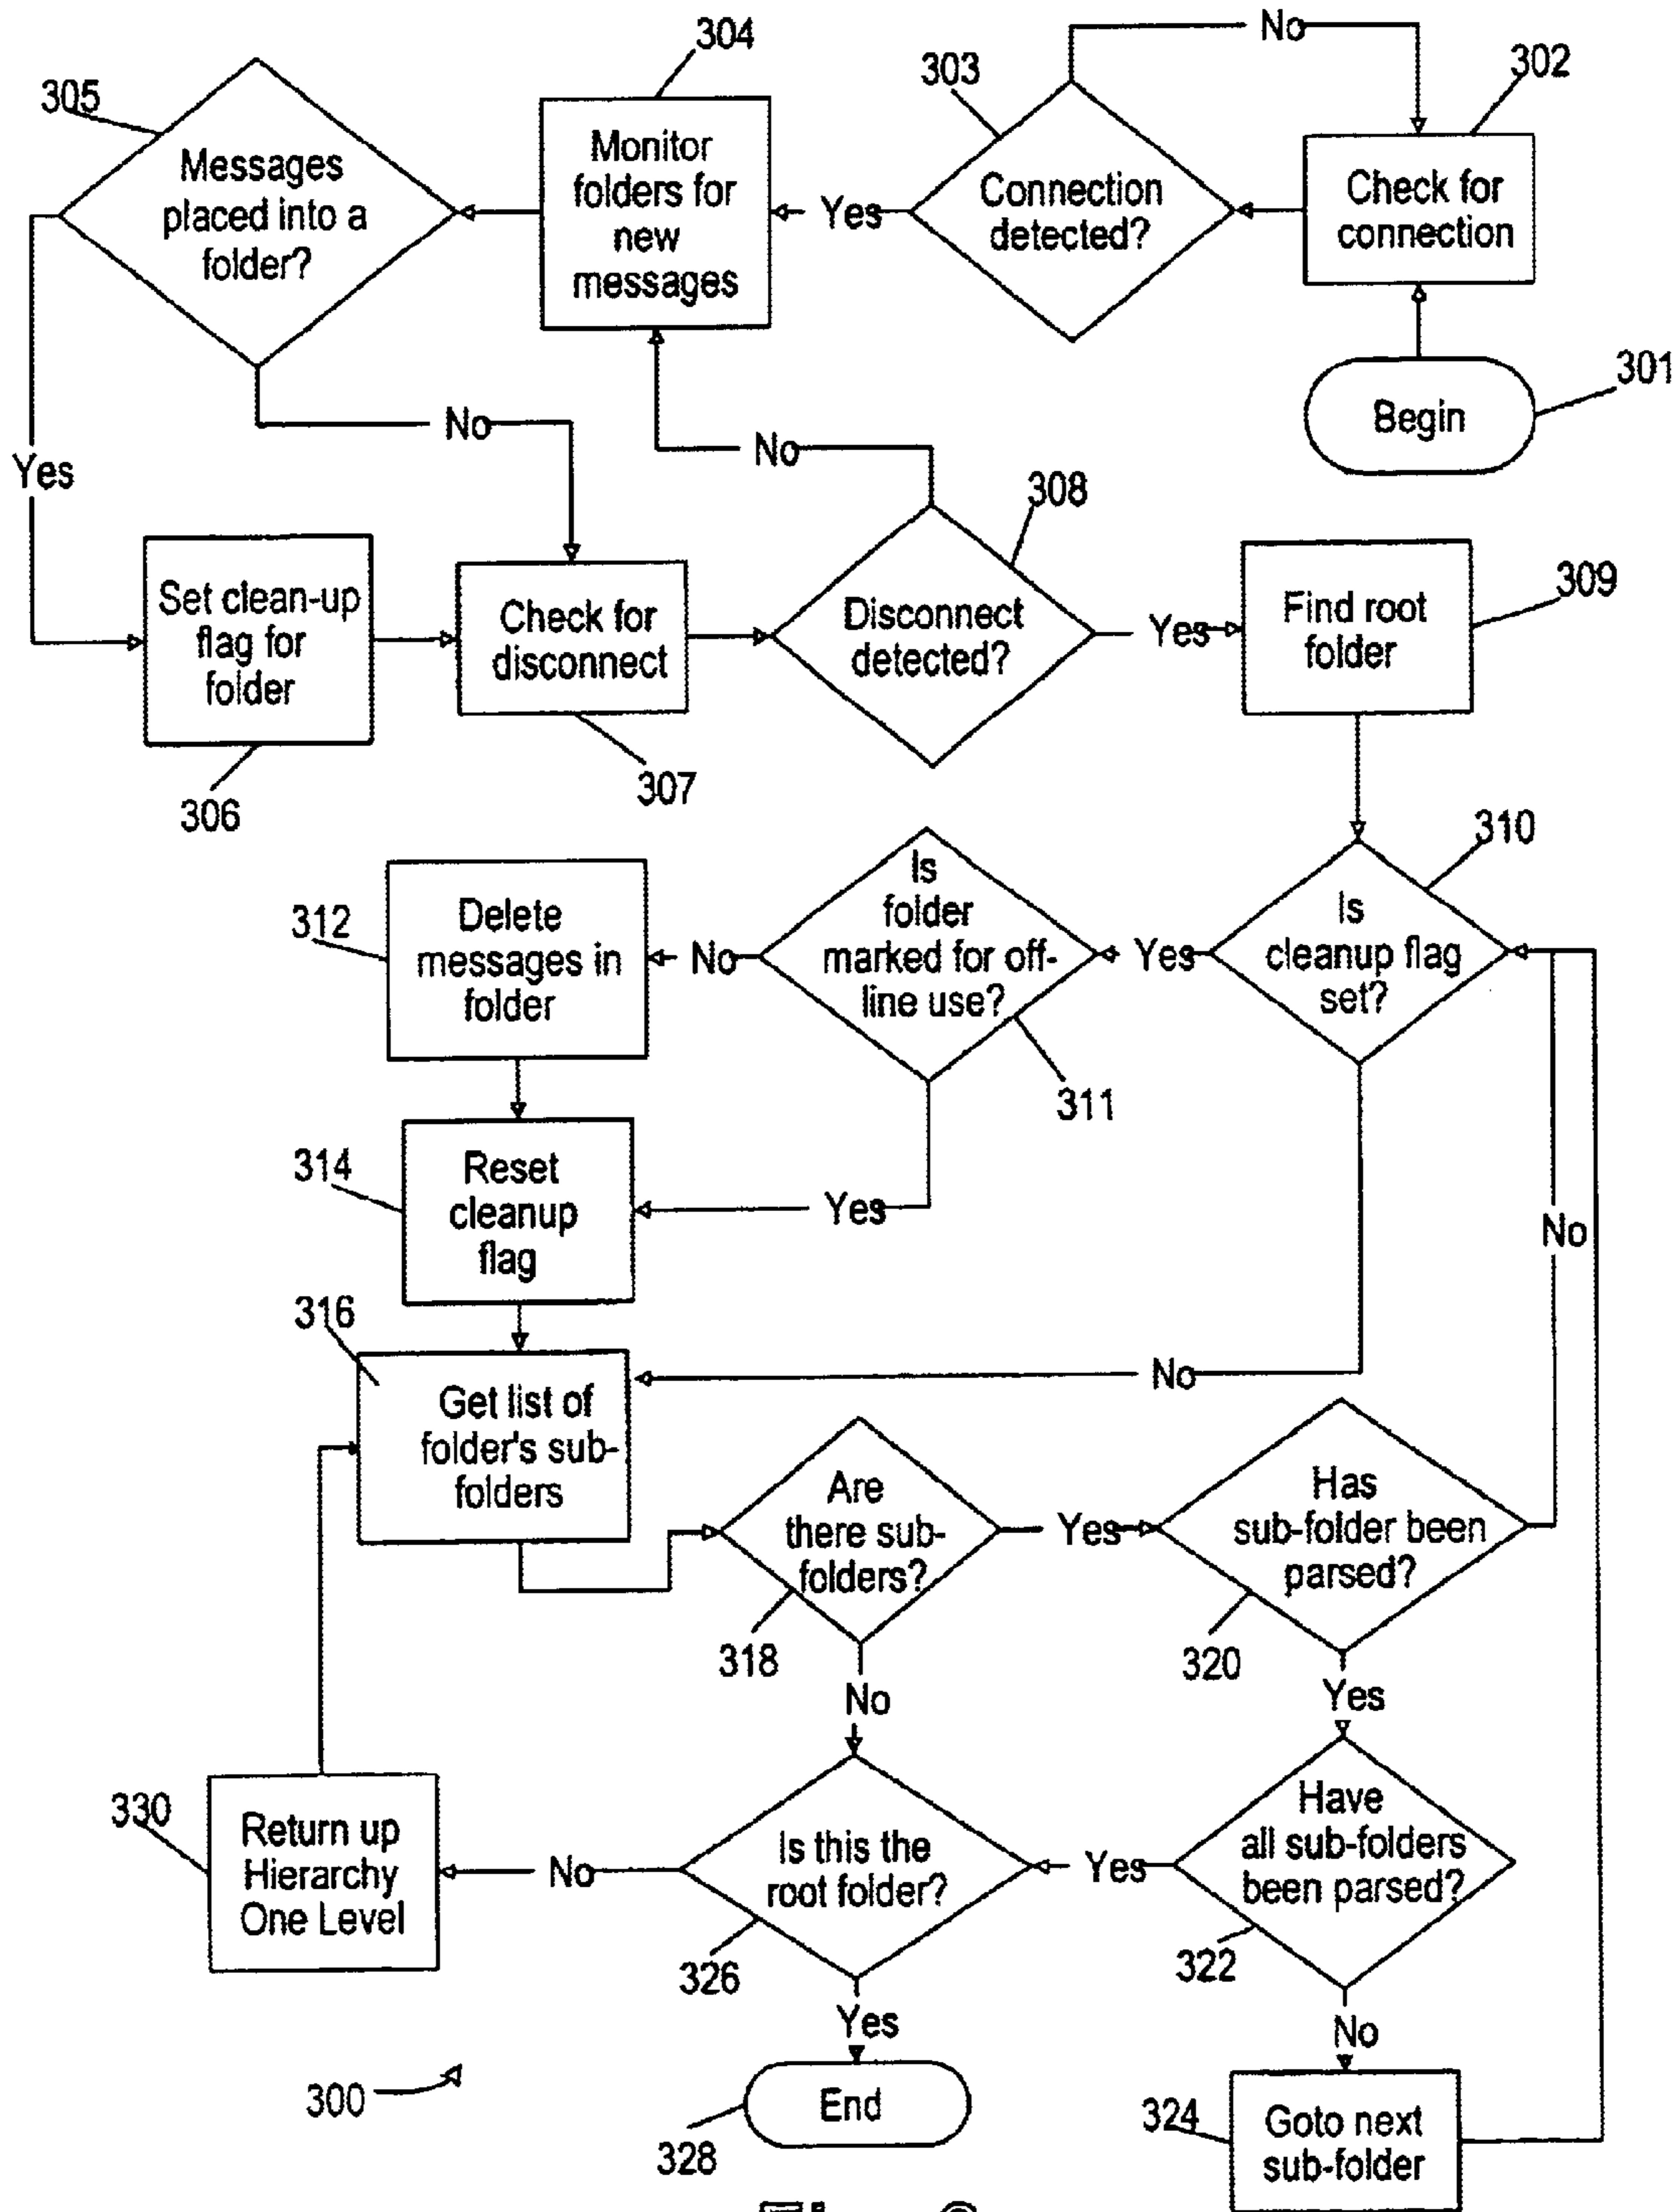 304
No
303
302
305
Monitor
folders for
new
messages
Messages
placed into a
folder?
Yes
Connection
detected?
Check for
connection
301
Begin
No
No
Yes
308
Set clean-up
flag for
folder
Check for
disconnect
Disconnect
detected?
Yes
Find root
folder
309
306
307
310
312
Delete
messages in
folder
No
Is
folder
marked for off-
line use?
Yes
Is
cleanup flag
set?
311
314
Reset
cleanup
flag
Yes
No
316
Get list of
folder's sub-
folders
No
Are
there sub-
folders?
Yes
Has
sub-folder been
parsed?
318
320
No
Yes
330
Return up
Hierarchy
One Level
No
Is this the
root folder?
Yes
Have
all sub-folders
been parsed?
326
322
Yes
No
300
End
328
324
Goto next
sub-folder